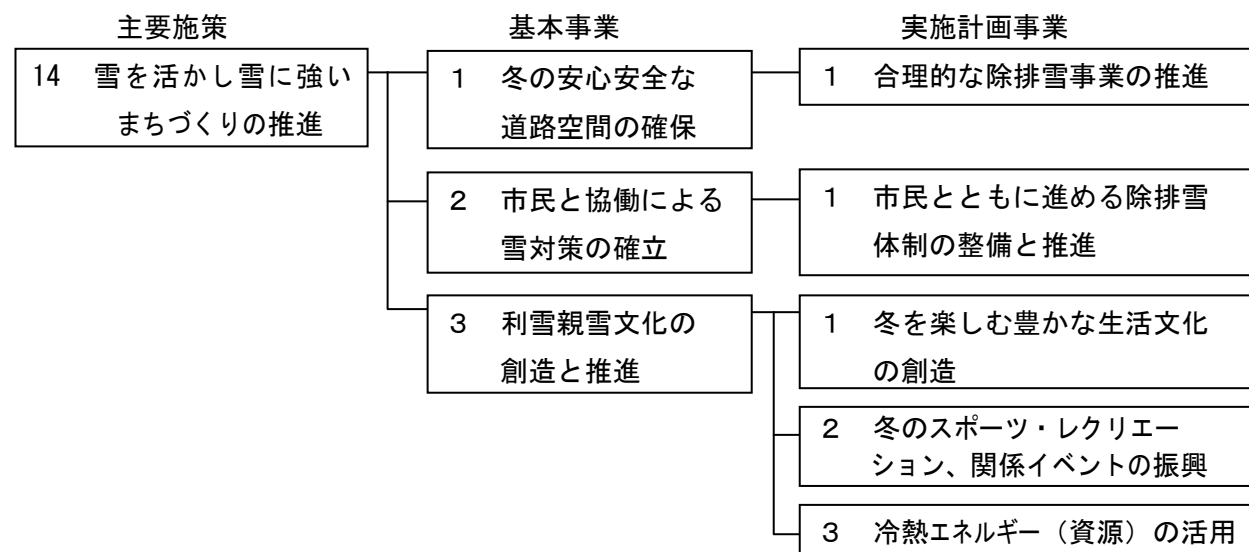 主要施策 基本事業 実施計画事業
14 雪を活かし雪に強い
まちづくりの推進
1 冬の安心安全な
道路空間の確保
1 合理的な除排雪事業の推進
2 市民と協働による
雪対策の確立
1 市民とともに進める除排雪
体制の整備と推進
3 利雪親雪文化の
創造と推進
1 冬を楽しむ豊かな生活文化
の創造
2 冬のスポーツ・レクリエー
ション、関係イベントの振興
3 冷熱エネルギー（資源）の活用